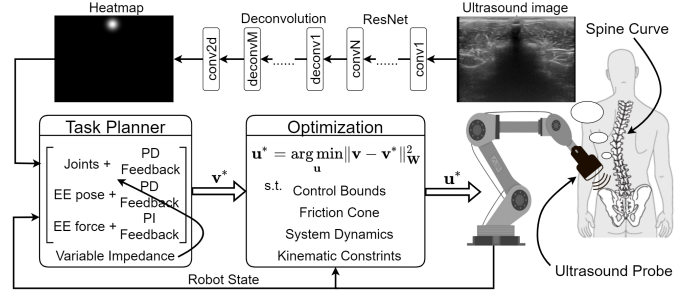 Heatmap
Deconvolution
ResNet
Ultrasound image
Spine Curve
conv2d
deconvM
......
deconv1
convN
......
conv1
Task Planner
Joints + PD Feedback
EE pose + PD Feedback
EE force + PI Feedback
Variable Impedance
v*
Optimization
u* = arg min ‖v − v*‖²_W
u
s.t.
Control Bounds
Friction Cone
System Dynamics
Kinematic Constrints
u*
Robot State
Ultrasound Probe